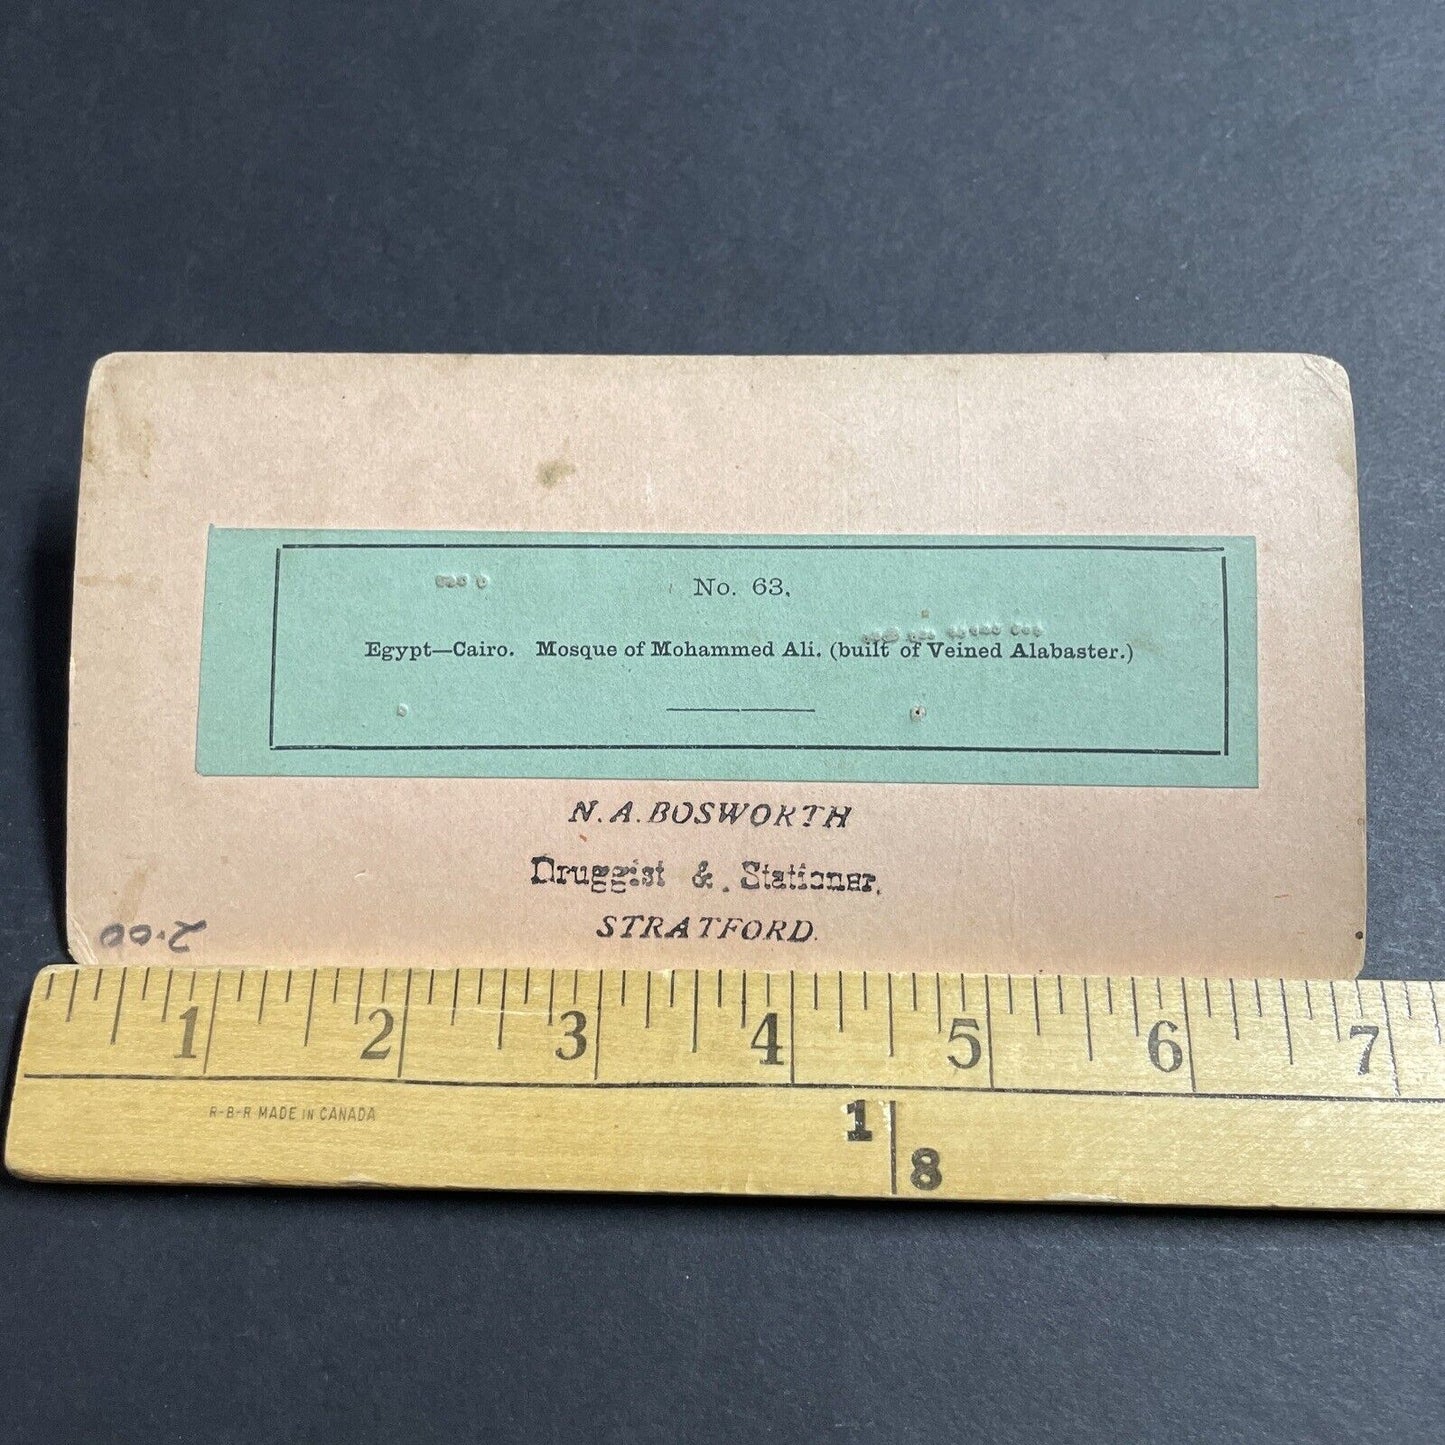 No. 63.
Egypt—Cairo. Mosque of Mohammed Ali. (built of Veined Alabaster.)
N. A. BOSWORTH
Druggist & Stationer,
STRATFORD.
2.00
1 2 3 4 5 6 7
R-B-R MADE IN CANADA
1
8